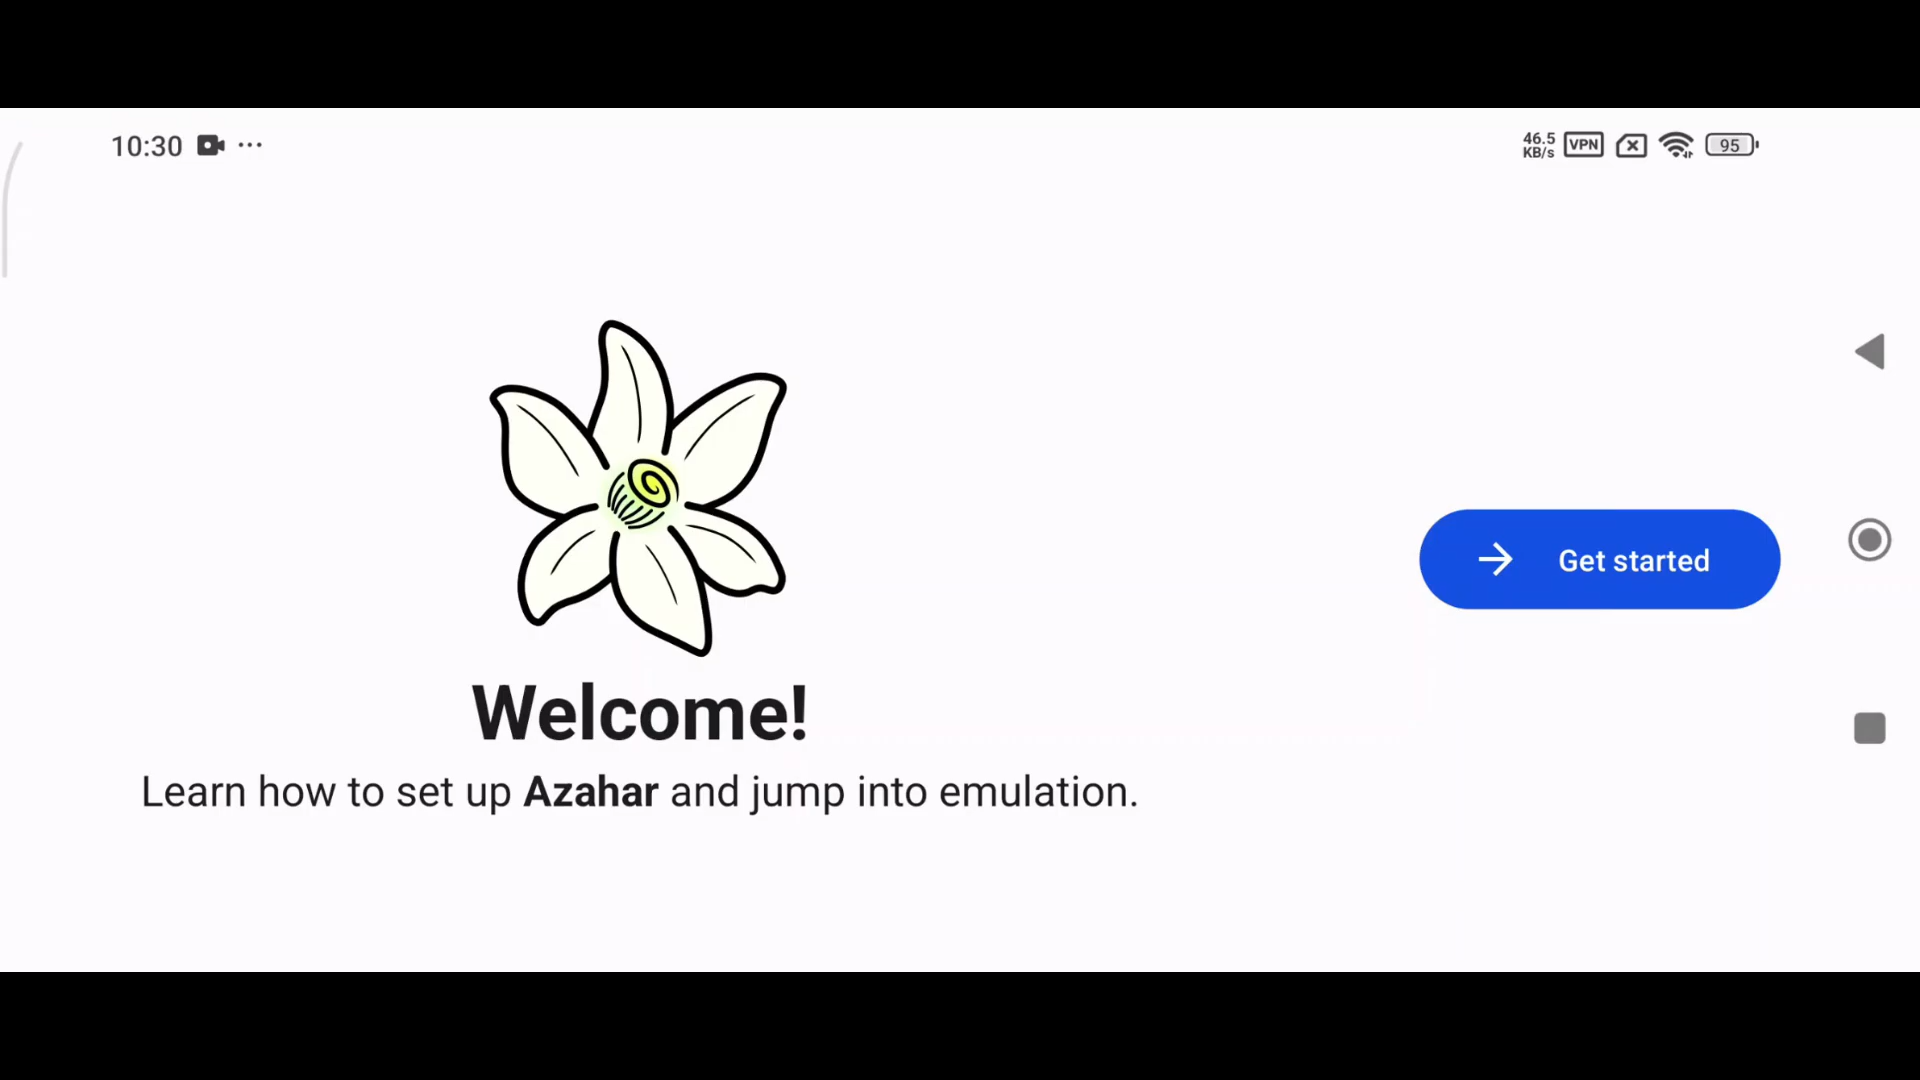 10:30 ...
46.5 KB/s VPN 95
Get started
Welcome!
Learn how to set up Azahar and jump into emulation.